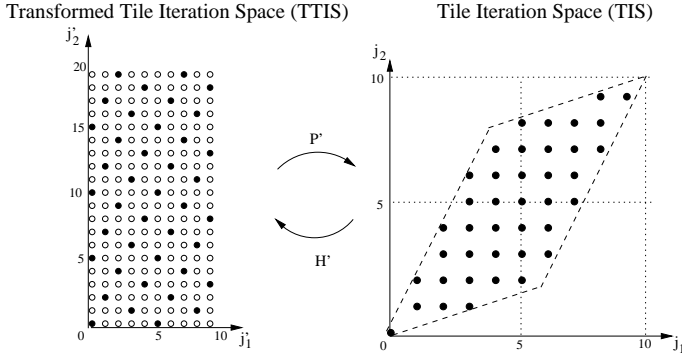 Transformed Tile Iteration Space (TTIS)
Tile Iteration Space (TIS)
j'2
20
15
10
5
0
5
10
j'1
P'
H'
j2
10
5
0
5
10
j1